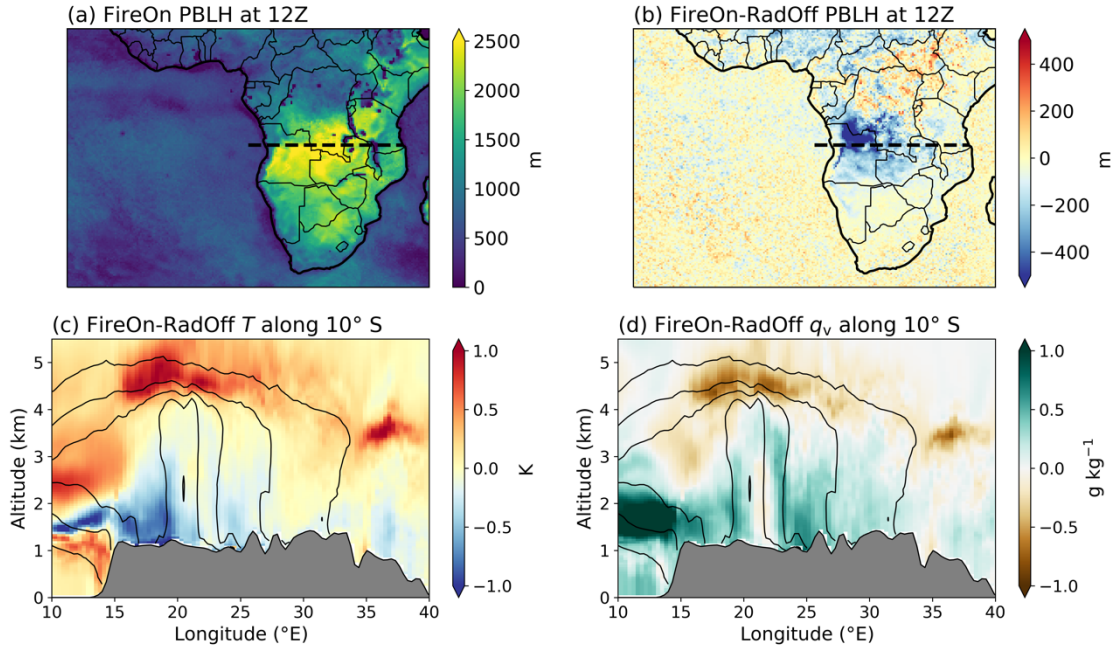 (a) FireOn PBLH at 12Z
2500
2000
1500
1000
500
0
m
(b) FireOn-RadOff PBLH at 12Z
400
200
0
−200
−400
m
(c) FireOn-RadOff T along 10° S
5
4
3
2
1
0
Altitude (km)
10 15 20 25 30 35 40
Longitude (°E)
1.0
0.5
0.0
−0.5
−1.0
K
(d) FireOn-RadOff qv along 10° S
5
4
3
2
1
0
Altitude (km)
10 15 20 25 30 35 40
Longitude (°E)
1.0
0.5
0.0
−0.5
−1.0
g kg⁻¹